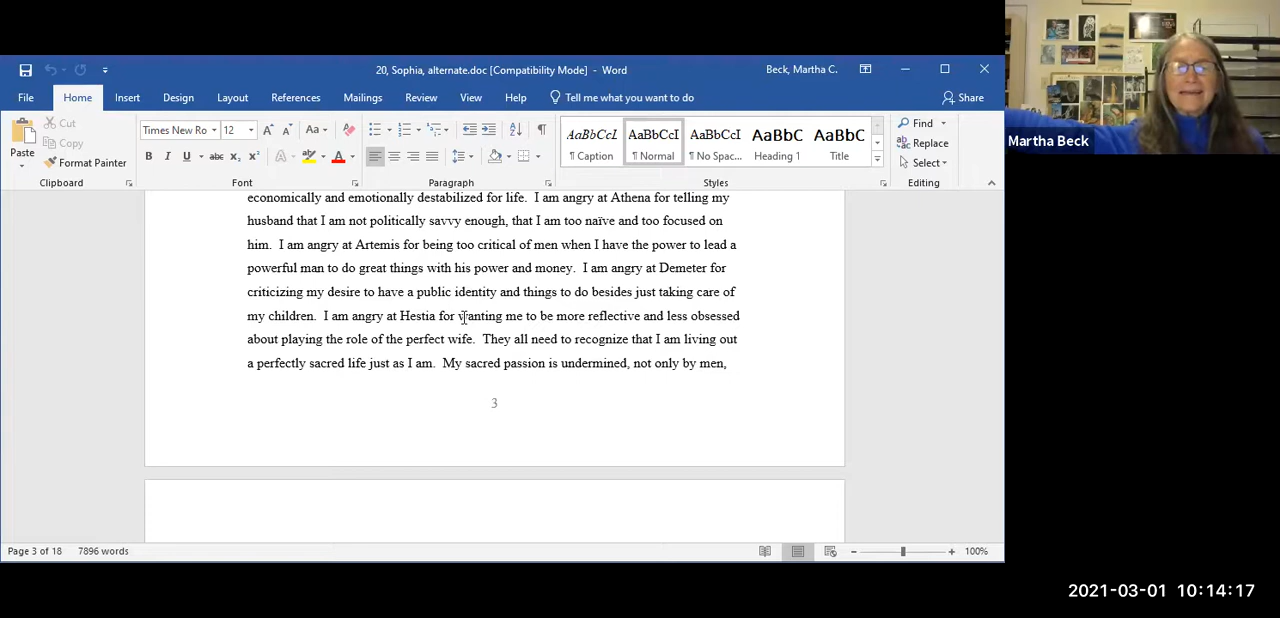 20, Sophia, alternate.doc [Compatibility Mode] - Word
Beck, Martha C.
File Home Insert Design Layout References Mailings Review View Help Tell me what you want to do Share
Paste
Cut
Copy
Format Painter
Clipboard
Times New Ro 12
Font
Paragraph
AaBbCcL AaBbCcI AaBbCcI AaBbC AaBbC
¶ Caption ¶ Normal ¶ No Spac... Heading 1 Title
Styles
Find
Replace
Select
Editing
Martha Beck
economically and emotionally destabilized for life. I am angry at Athena for telling my
husband that I am not politically savvy enough, that I am too naïve and too focused on
him. I am angry at Artemis for being too critical of men when I have the power to lead a
powerful man to do great things with his power and money. I am angry at Demeter for
criticizing my desire to have a public identity and things to do besides just taking care of
my children. I am angry at Hestia for wanting me to be more reflective and less obsessed
about playing the role of the perfect wife. They all need to recognize that I am living out
a perfectly sacred life just as I am. My sacred passion is undermined, not only by men,
3
Page 3 of 18 7896 words
100%
2021-03-01 10:14:17